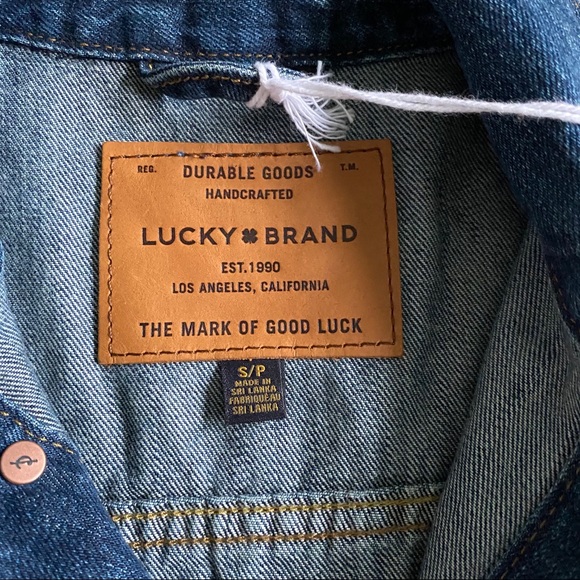 REG. DURABLE GOODS T.M.
HANDCRAFTED
LUCKY BRAND
EST.1990
LOS ANGELES, CALIFORNIA
THE MARK OF GOOD LUCK
S/P
MADE IN
SRI LANKA
FABRIQUÉ AU
SRI LANKA